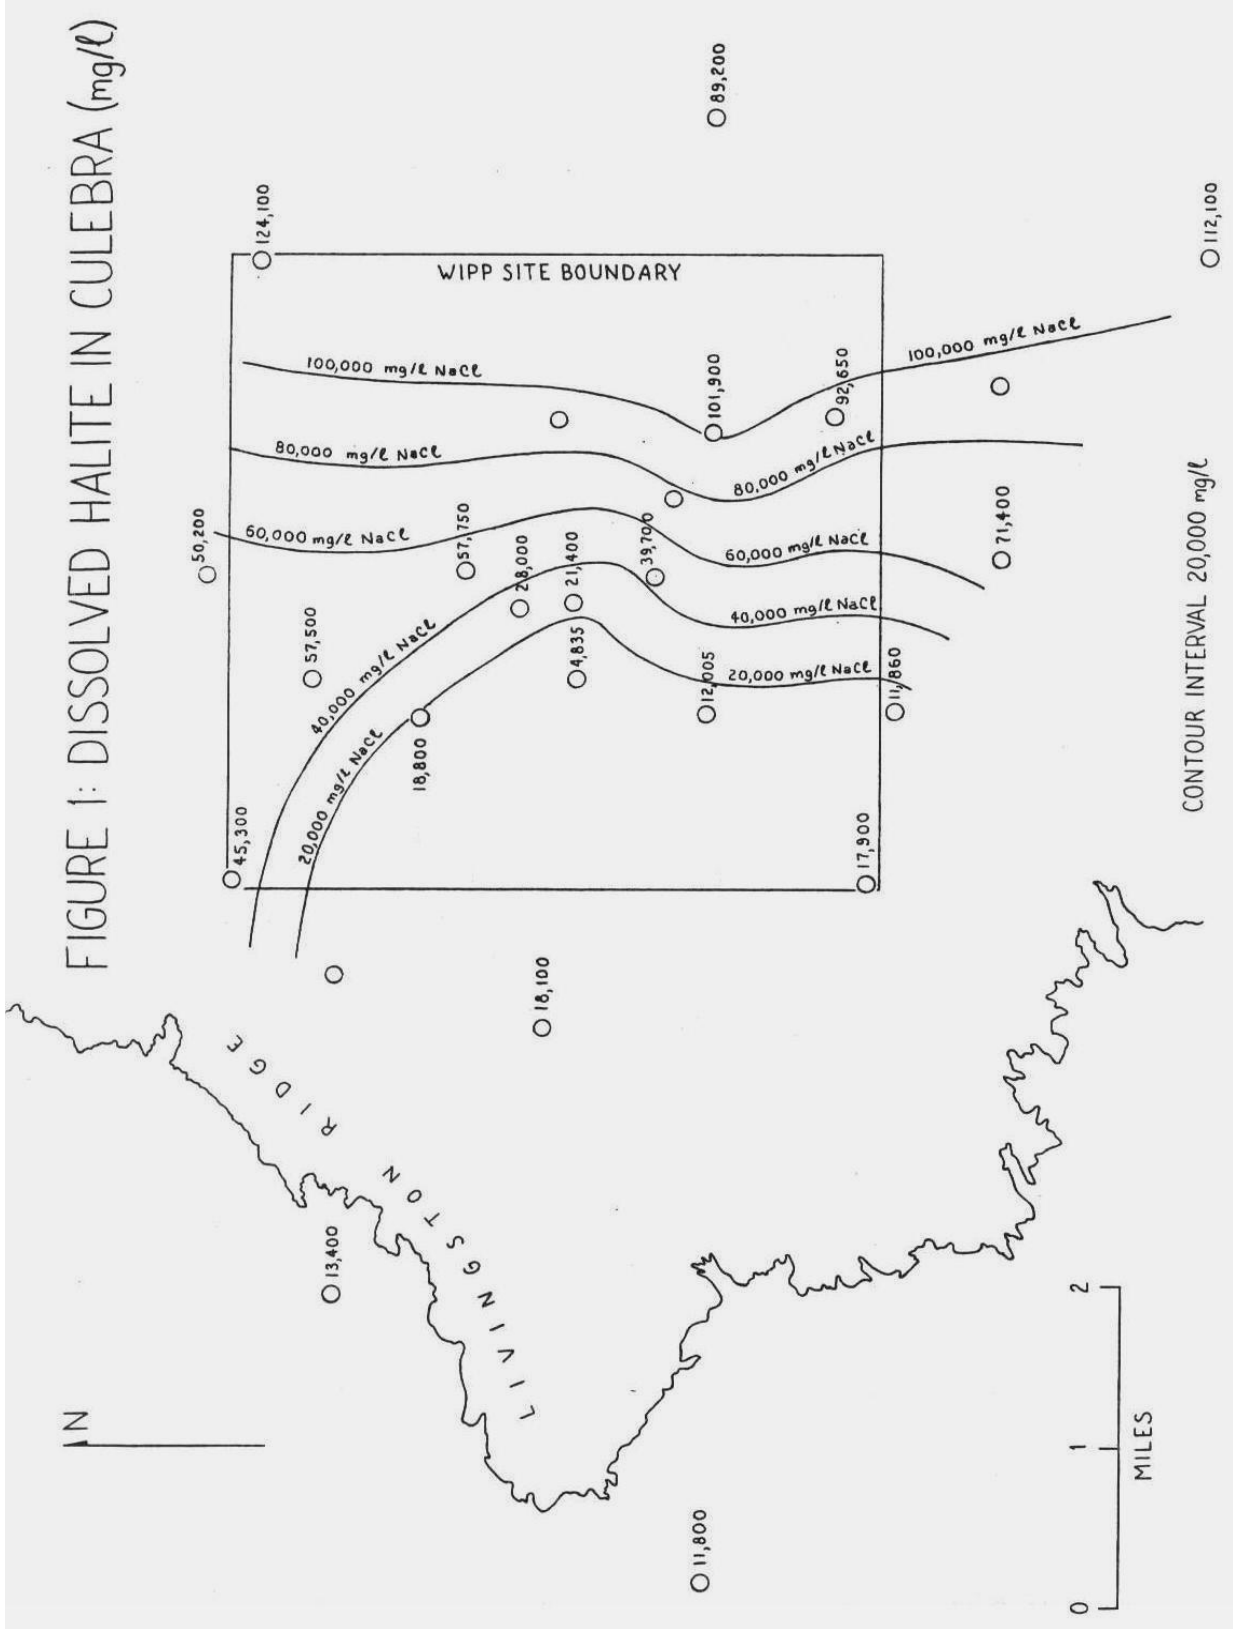 FIGURE 1: DISSOLVED HALITE IN CULEBRA (mg/ℓ)
N
124,100
89,200
112,100
WIPP SITE BOUNDARY
100,000 mg/ℓ NaCℓ
101,900
92,650
100,000 mg/ℓ NaCℓ
80,000 mg/ℓ NaCℓ
80,000 mg/ℓ NaCℓ
50,200
60,000 mg/ℓ NaCℓ
57,750
28,000
21,400
39,700
60,000 mg/ℓ NaCℓ
71,400
57,500
40,000 mg/ℓ NaCℓ
4,835
12,005
40,000 mg/ℓ NaCℓ
20,000 mg/ℓ NaCℓ
11,860
18,800
20,000 mg/ℓ NaCℓ
45,300
17,900
18,100
13,400
11,800
LIVINGSTON RIDGE
0 1 2
MILES
CONTOUR INTERVAL 20,000 mg/ℓ